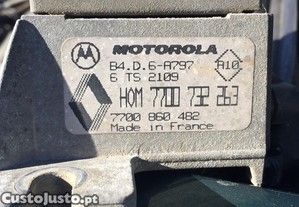 MOTOROLA
B4.D.6-A797
A10
6 TS 2109
HOM 7700 732 263
7700 860 482
Made in France
CustoJusto.pt